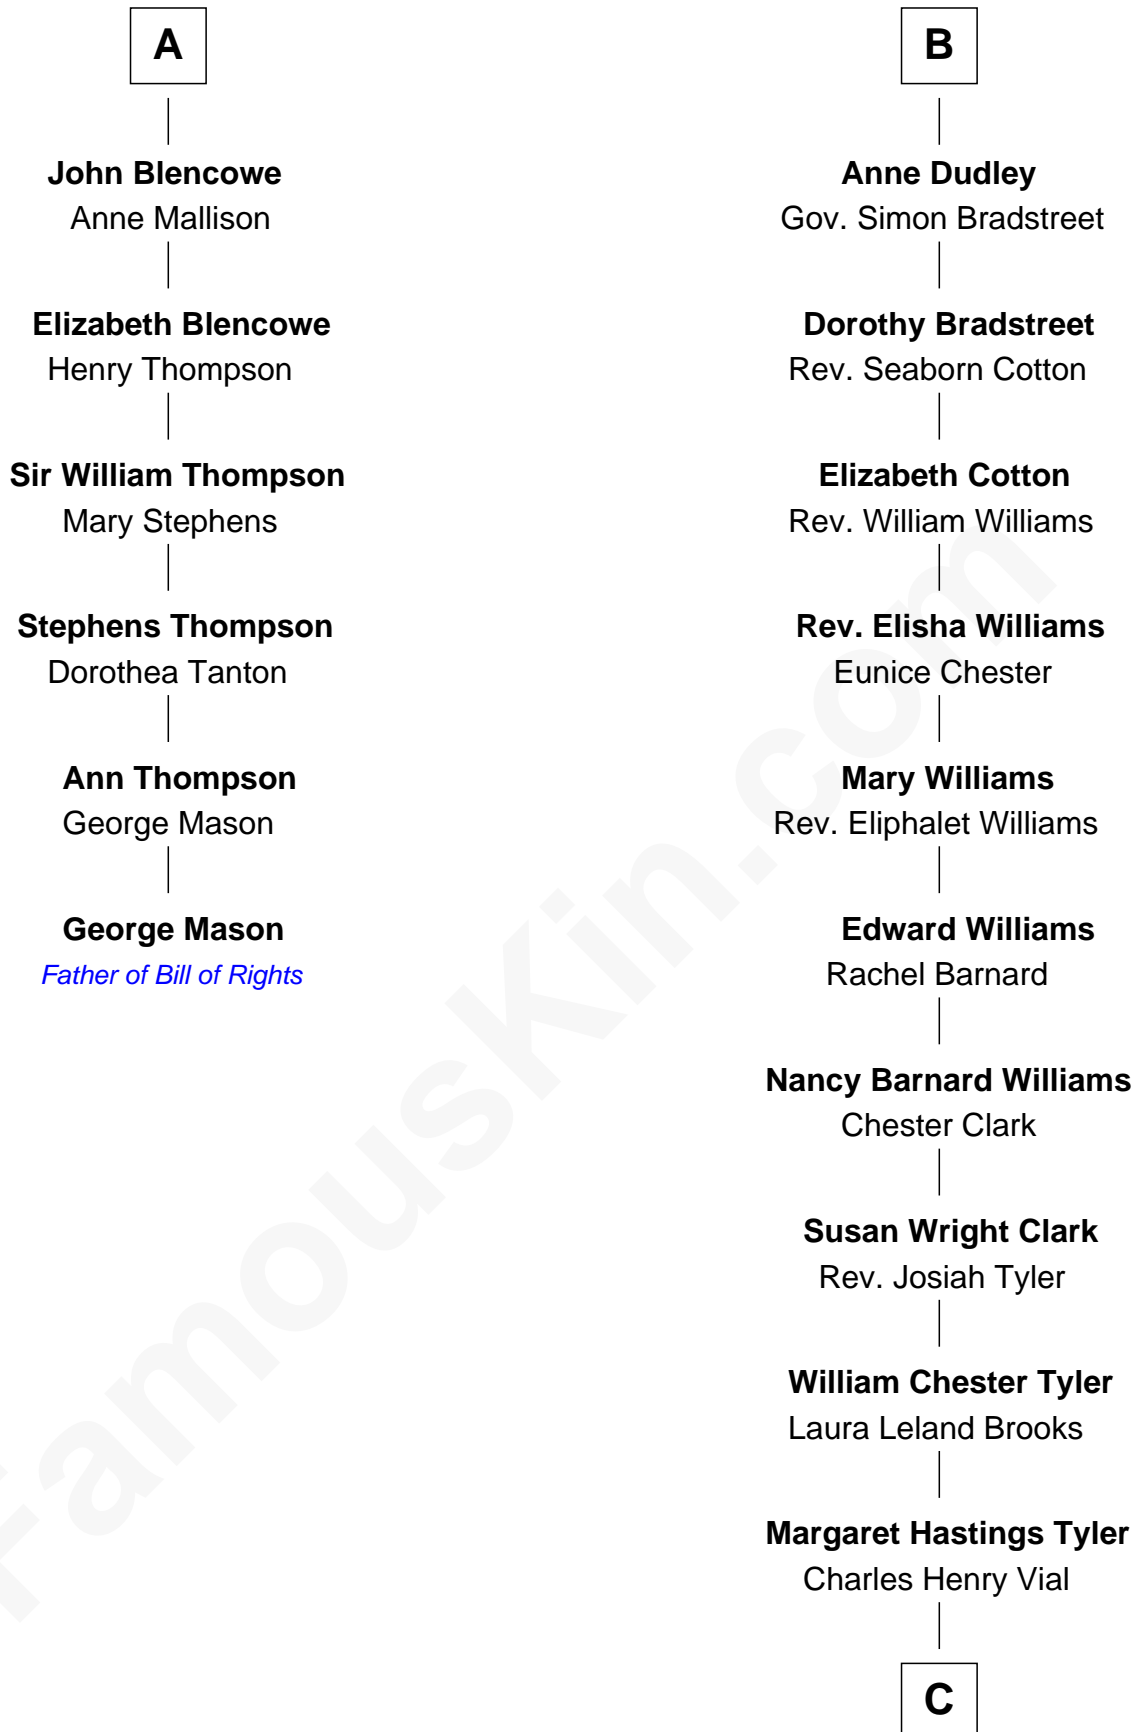 A
John Blencowe
Anne Mallison
Elizabeth Blencowe
Henry Thompson
Sir William Thompson
Mary Stephens
Stephens Thompson
Dorothea Tanton
Ann Thompson
George Mason
George Mason
Father of Bill of Rights
B
Anne Dudley
Gov. Simon Bradstreet
Dorothy Bradstreet
Rev. Seaborn Cotton
Elizabeth Cotton
Rev. William Williams
Rev. Elisha Williams
Eunice Chester
Mary Williams
Rev. Eliphalet Williams
Edward Williams
Rachel Barnard
Nancy Barnard Williams
Chester Clark
Susan Wright Clark
Rev. Josiah Tyler
William Chester Tyler
Laura Leland Brooks
Margaret Hastings Tyler
Charles Henry Vial
C
FamousKin.com